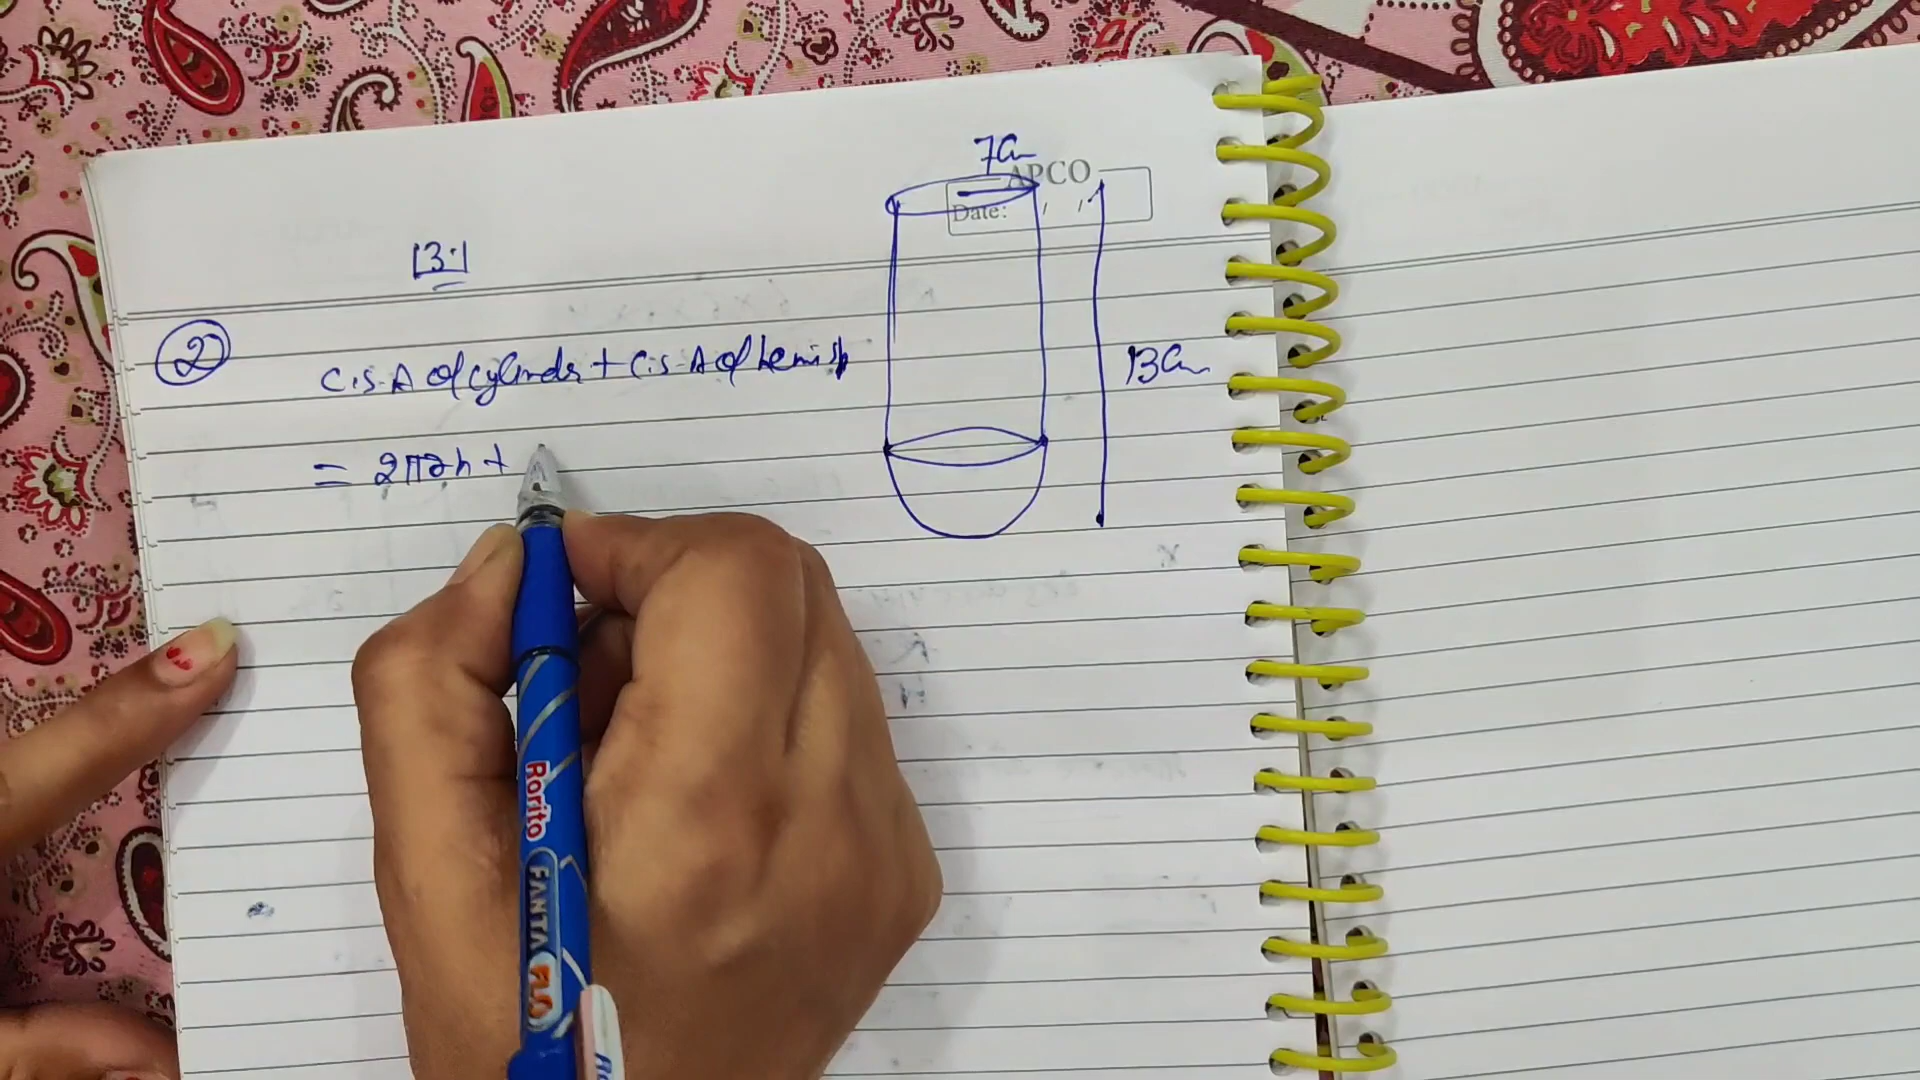 7cm
APCO
Date: / /
13.1
2
C.S.A of cylinder + C.S.A of hemisp
13cm
= 2πrh +
Rorito
FANTA
FLO